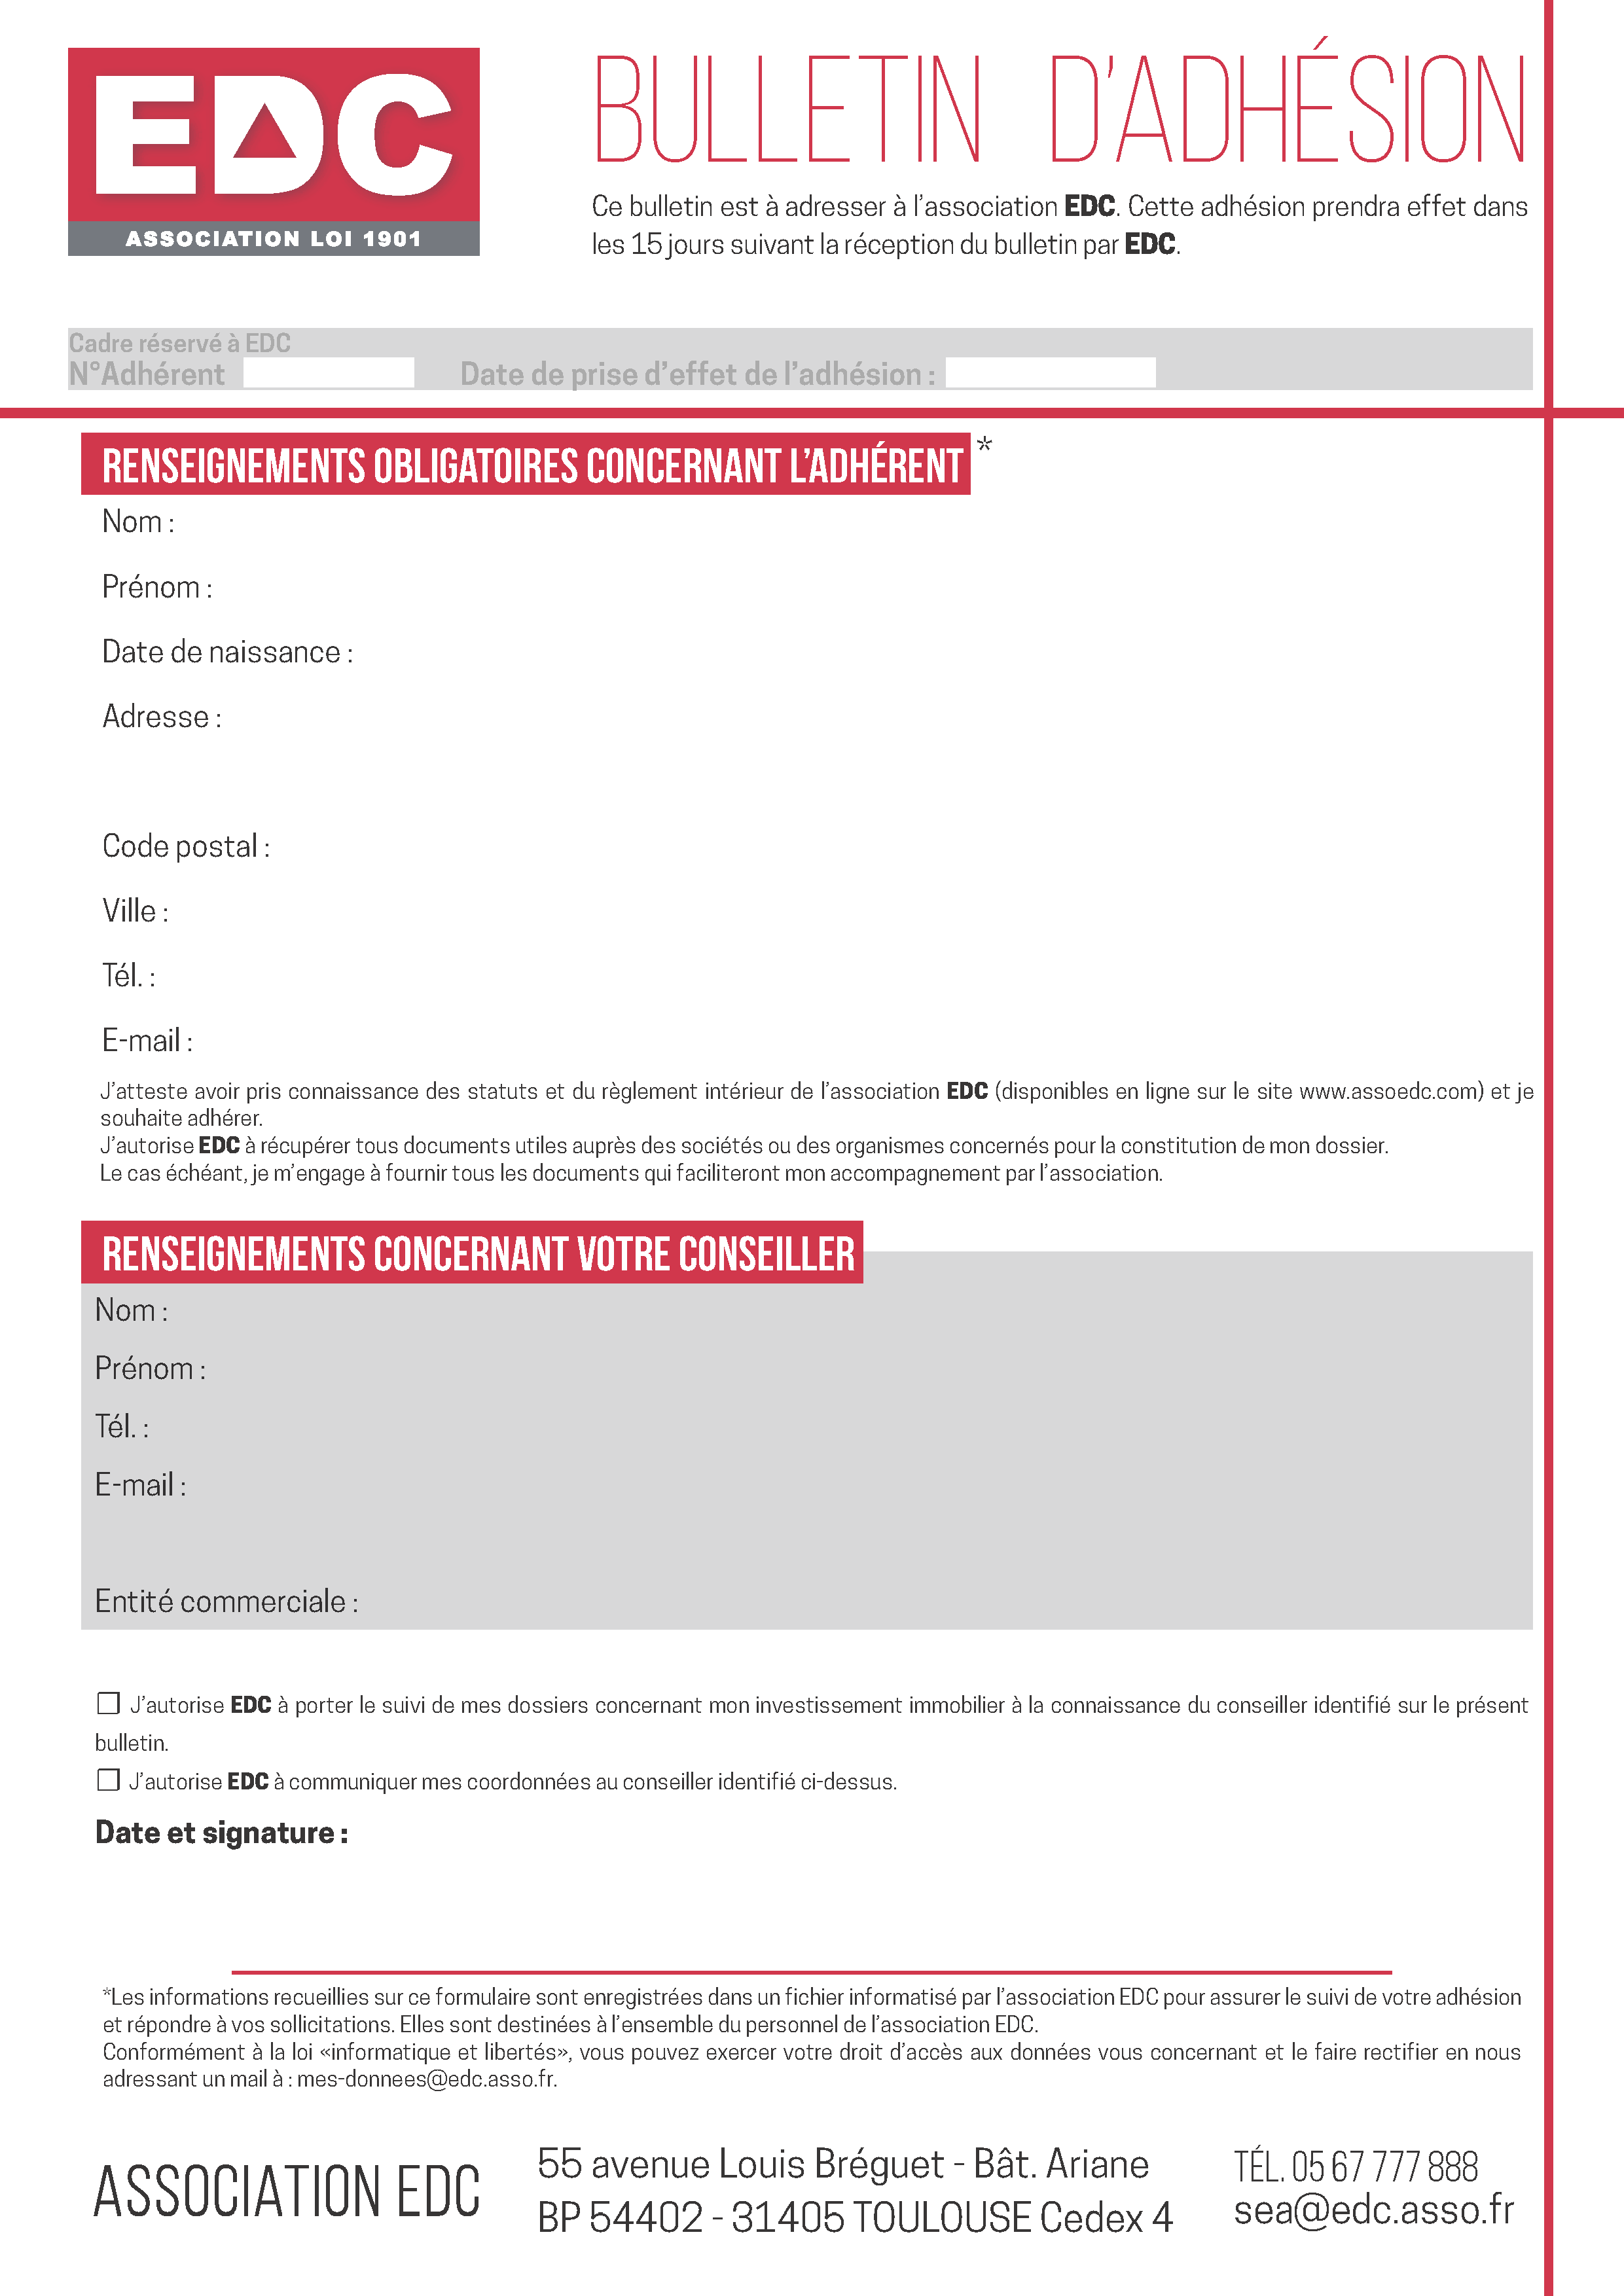 EDC
ASSOCIATION LOI 1901
BULLETIN D’ADHÉSION
Ce bulletin est à adresser à l’association EDC. Cette adhésion prendra effet dans
les 15 jours suivant la réception du bulletin par EDC.
Cadre réservé à EDC
N°Adhérent Date de prise d’effet de l’adhésion :
RENSEIGNEMENTS OBLIGATOIRES CONCERNANT L’ADHÉRENT *
Nom :
Prénom :
Date de naissance :
Adresse :
Code postal :
Ville :
Tél. :
E-mail :
J’atteste avoir pris connaissance des statuts et du règlement intérieur de l’association EDC (disponibles en ligne sur le site www.assoedc.com) et je
souhaite adhérer.
J’autorise EDC à récupérer tous documents utiles auprès des sociétés ou des organismes concernés pour la constitution de mon dossier.
Le cas échéant, je m’engage à fournir tous les documents qui faciliteront mon accompagnement par l’association.
RENSEIGNEMENTS CONCERNANT VOTRE CONSEILLER
Nom :
Prénom :
Tél. :
E-mail :
Entité commerciale :
❒ J’autorise EDC à porter le suivi de mes dossiers concernant mon investissement immobilier à la connaissance du conseiller identifié sur le présent
bulletin.
❒ J’autorise EDC à communiquer mes coordonnées au conseiller identifié ci-dessus.
Date et signature :
*Les informations recueillies sur ce formulaire sont enregistrées dans un fichier informatisé par l’association EDC pour assurer le suivi de votre adhésion
et répondre à vos sollicitations. Elles sont destinées à l’ensemble du personnel de l’association EDC.
Conformément à la loi «informatique et libertés», vous pouvez exercer votre droit d’accès aux données vous concernant et le faire rectifier en nous
adressant un mail à : mes-donnees@edc.asso.fr.
ASSOCIATION EDC
55 avenue Louis Bréguet - Bât. Ariane
BP 54402 - 31405 TOULOUSE Cedex 4
TÉL. 05 67 777 888
sea@edc.asso.fr